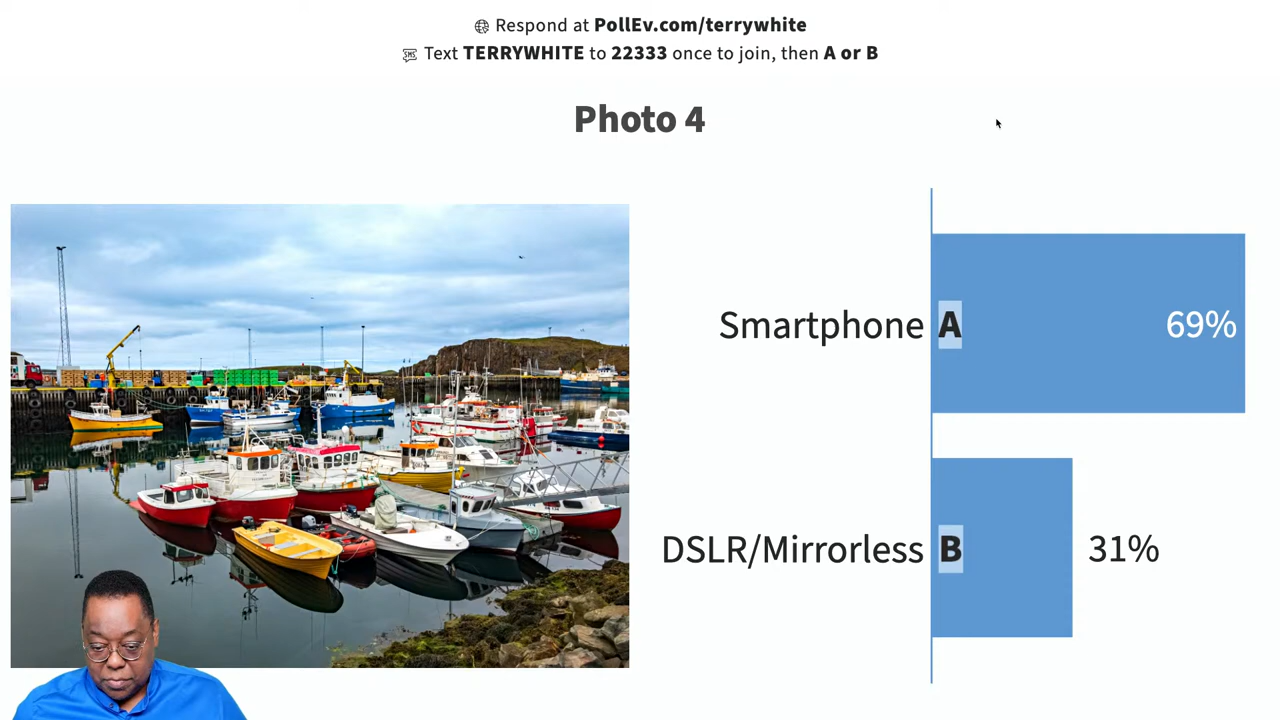 Respond at PollEv.com/terrywhite
Text TERRYWHITE to 22333 once to join, then A or B
Photo 4
Smartphone A 69%
DSLR/Mirrorless B 31%